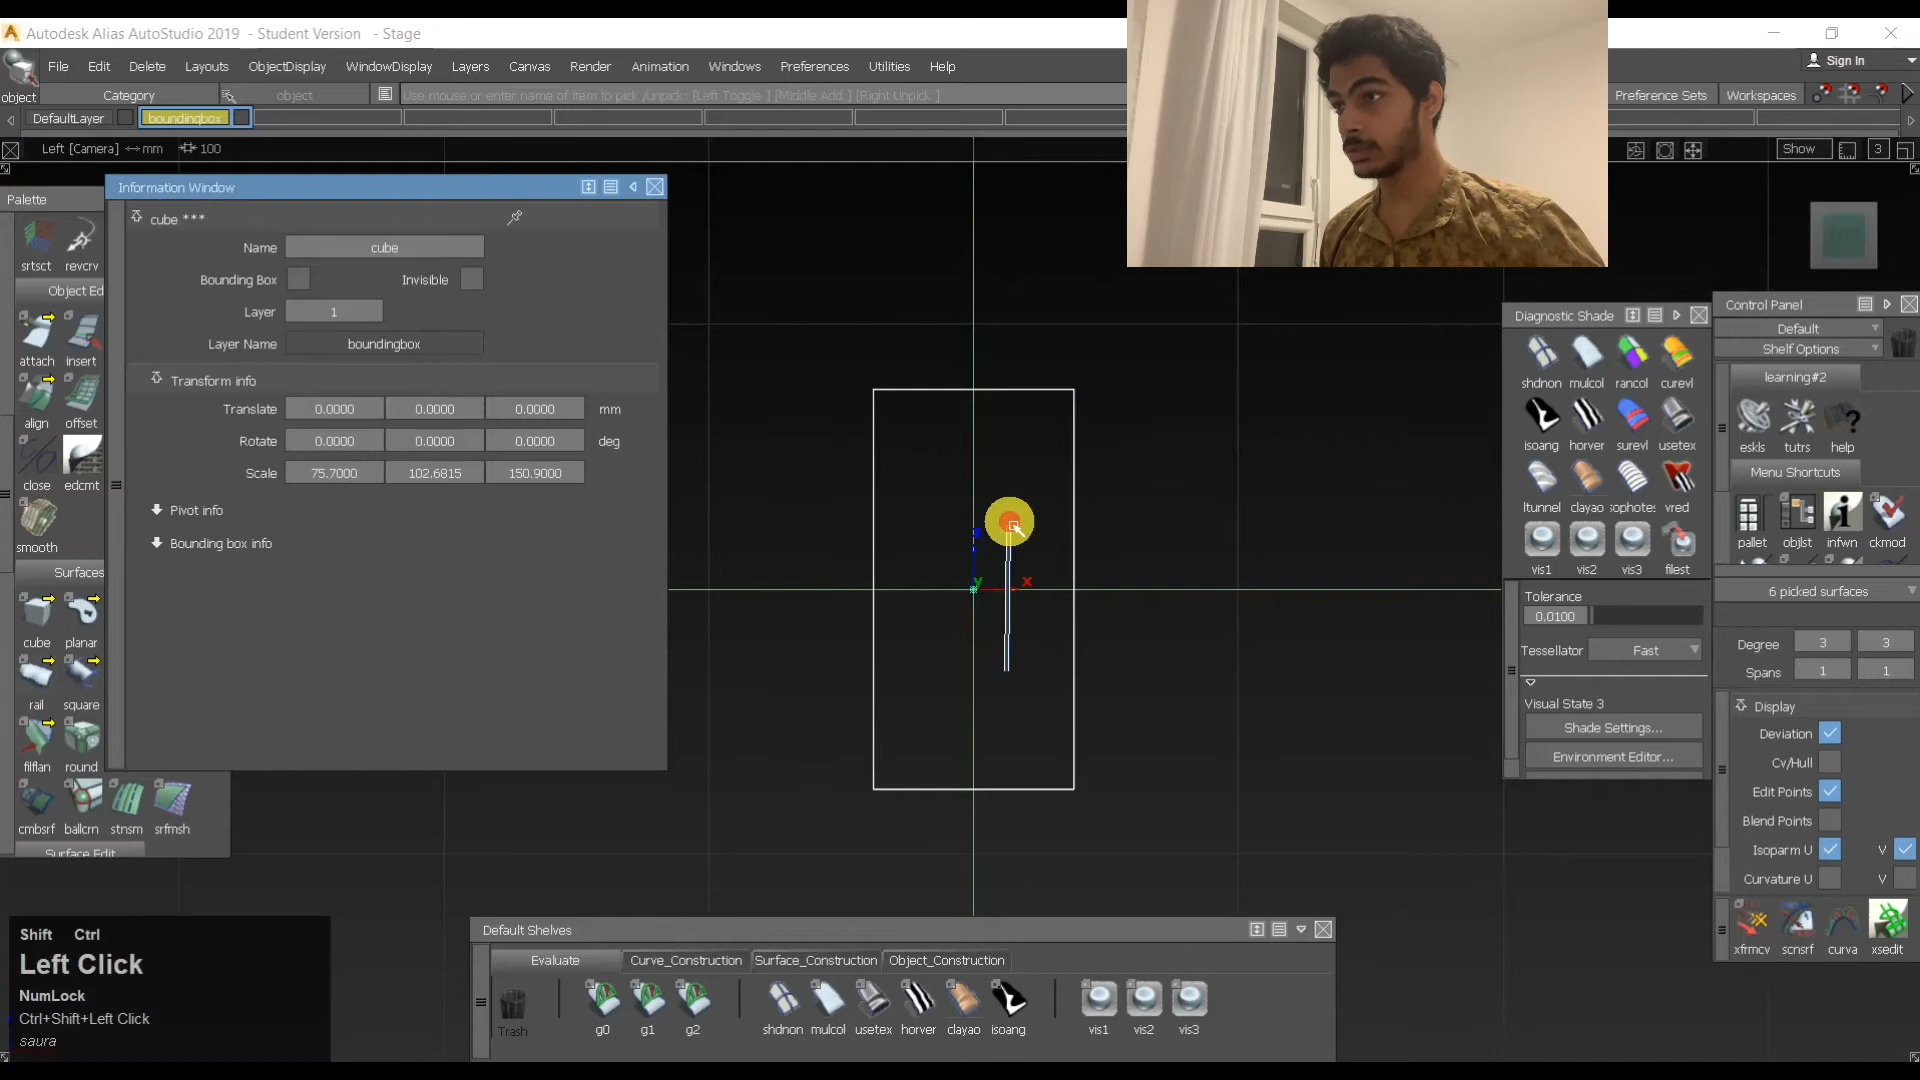 Autodesk Alias AutoStudio 2019 - Student Version - Stage
File Edit Delete Layouts ObjectDisplay WindowDisplay Layers Canvas Render Animation Windows Preferences Utilities Help
Sign In
object Category object Use mouse or enter name of item to pick /unpick: [Left Toggle ] [Middle Add ] [Right Unpick ]
Preference Sets Workspaces
DefaultLayer boundingbox
Left [Camera] mm 100
Show 3
Information Window
Palette
cube ***
Name cube
Bounding Box Invisible
Layer 1
Layer Name boundingbox
Transform info
Translate 0.0000 0.0000 0.0000 mm
Rotate 0.0000 0.0000 0.0000 deg
Scale 75.7000 102.6815 150.9000
Pivot info
Bounding box info
srtsct revcrv
Object Ed
attach insert
align offset
close edcmt
smooth
Surfaces
cube planar
rail square
filflan round
cmbsrf ballcrn stnsm srfmsh
Surface Edit
y x
Diagnostic Shade
shdnon mulcol rancol curevl
isoang horver surevl usetex
ltunnel clayao sophotes vred
vis1 vis2 vis3 filest
Tolerance
0.0100
Tessellator Fast
Visual State 3
Shade Settings...
Environment Editor...
Control Panel
Default
Shelf Options
learning#2
eskls tutrs help
Menu Shortcuts
pallet objlst infwn ckmod
6 picked surfaces
Degree 3 3
Spans 1 1
Display
Deviation
Cv/Hull
Edit Points
Blend Points
Isoparm U V
Curvature U V
xfrmcv scnsrf curva xsedit
Default Shelves
Evaluate Curve_Construction Surface_Construction Object_Construction
Trash g0 g1 g2 shdnon mulcol usetex horver clayao isoang vis1 vis2 vis3
Shift Ctrl
Left Click
NumLock
Ctrl+Shift+Left Click
saura